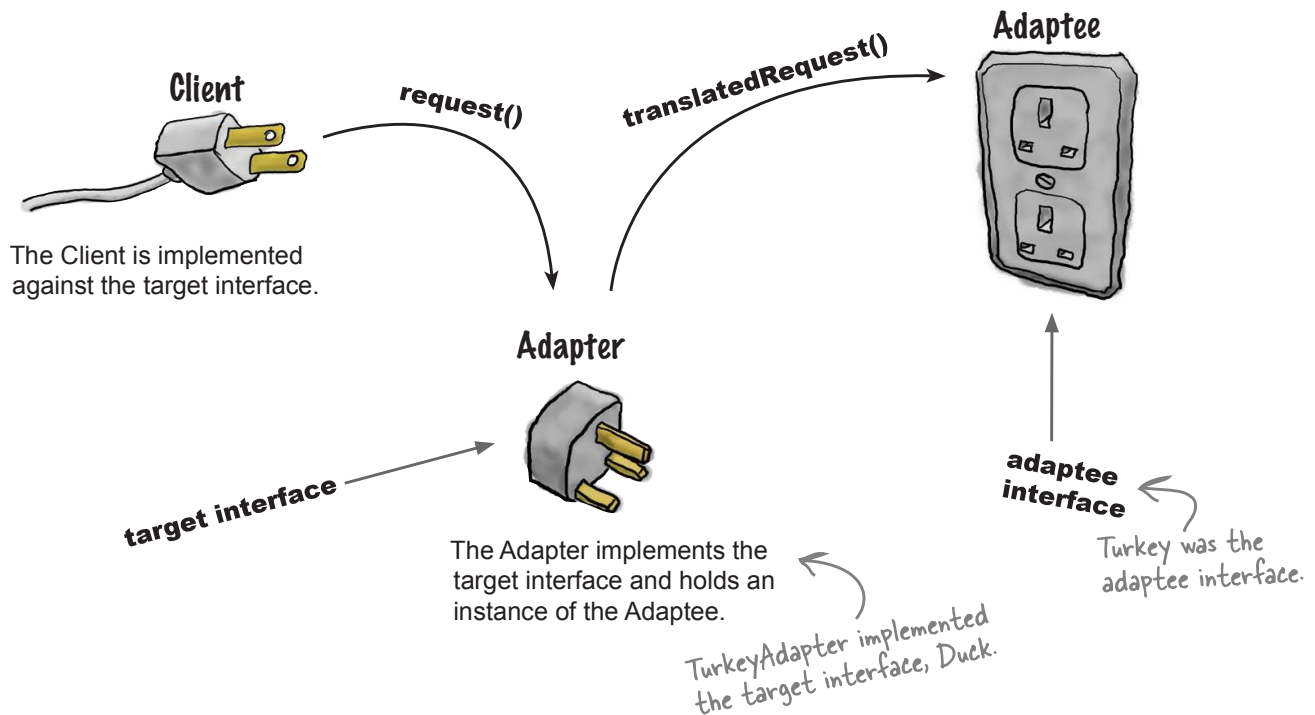 Client
request()
translatedRequest()
Adaptee
The Client is implemented
against the target interface.
Adapter
target interface
The Adapter implements the
target interface and holds an
instance of the Adaptee.
TurkeyAdapter implemented
the target interface, Duck.
adaptee
interface
Turkey was the
adaptee interface.